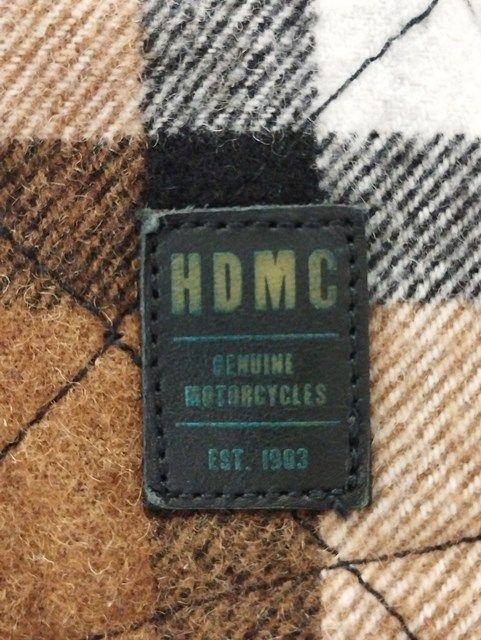 HDMC
GENUINE
MOTORCYCLES
EST. 1903